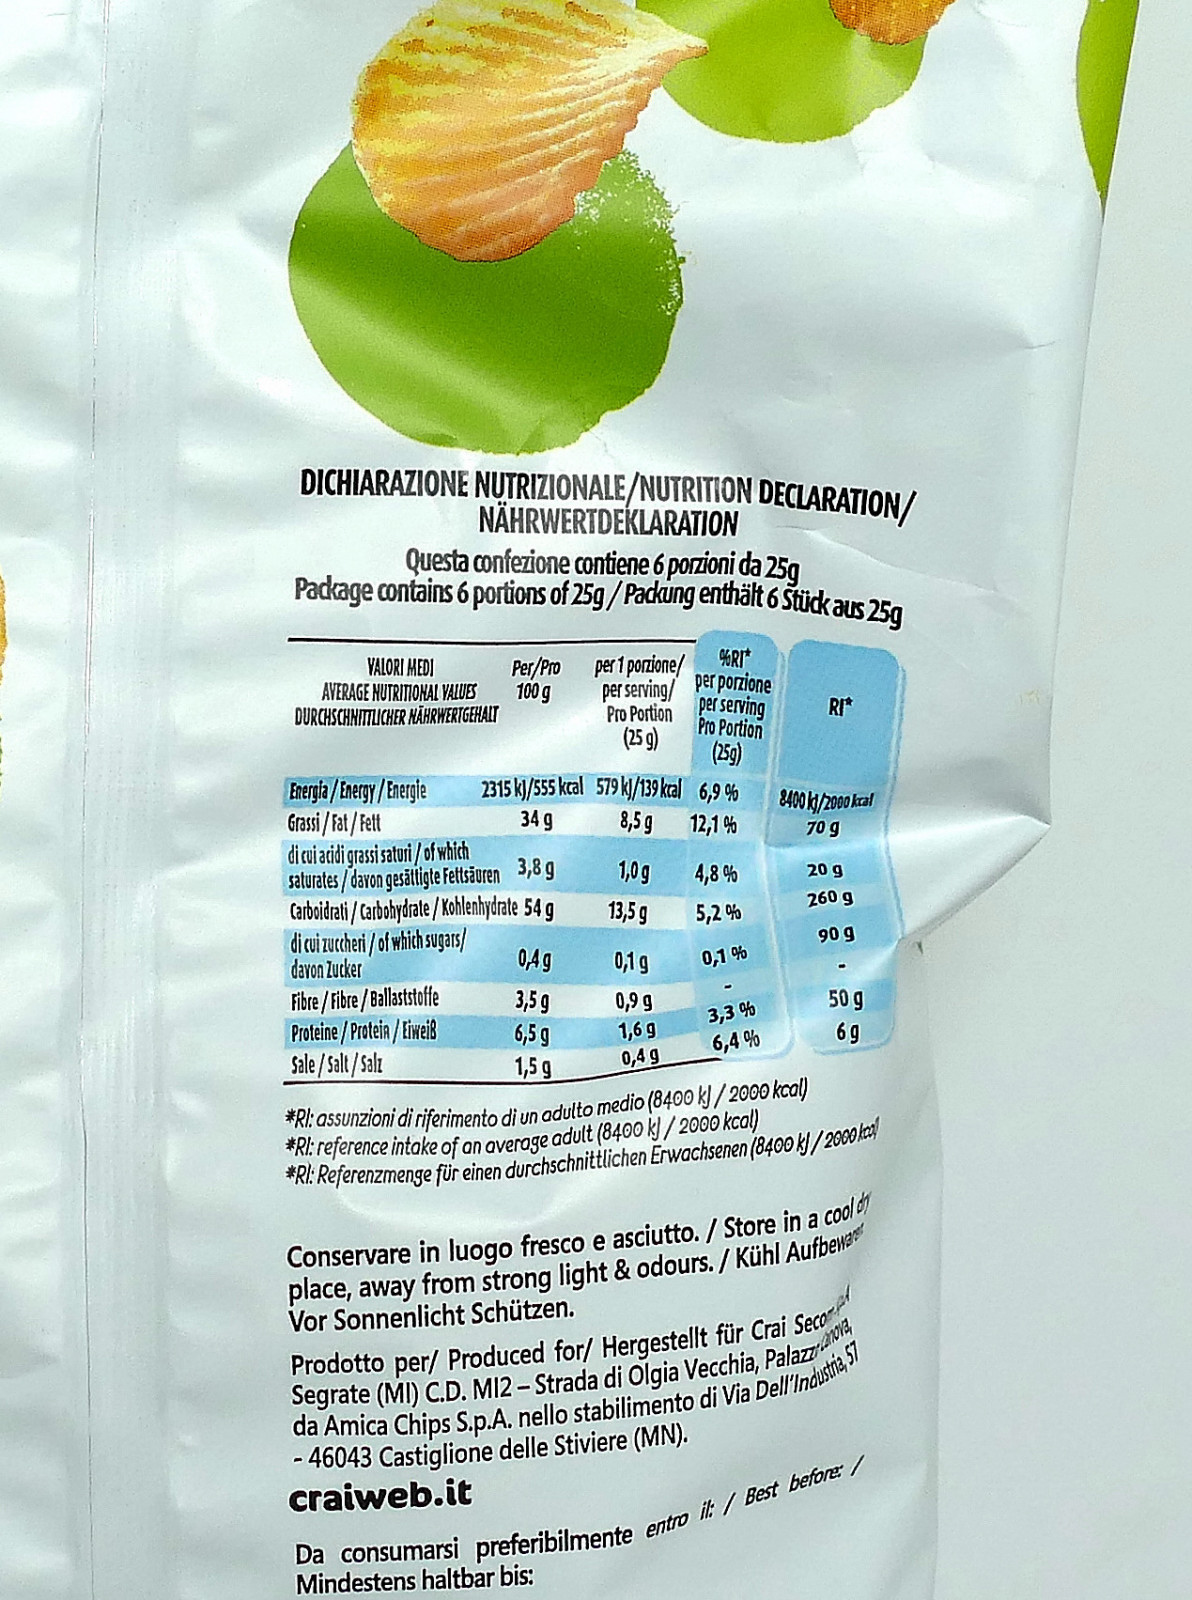 DICHIARAZIONE NUTRIZIONALE/NUTRITION DECLARATION/
NÄHRWERTDEKLARATION
Questa confezione contiene 6 porzioni da 25g
Package contains 6 portions of 25g / Packung enthält 6 Stück aus 25g
VALORI MEDI
AVERAGE NUTRITIONAL VALUES
DURCHSCHNITTLICHER NÄHRWERTGEHALT
Per/Pro
100 g
per 1 porzione/
per serving/
Pro Portion
(25 g)
%RI*
per porzione
per serving
Pro Portion
(25g)
RI*
Energia / Energy / Energie 2315 kJ/555 kcal 579 kJ/139 kcal 6,9 % 8400 kJ/2000 kcal
Grassi / Fat / Fett 34 g 8,5 g 12,1 % 70 g
di cui acidi grassi saturi / of which
saturates / davon gesättigte Fettsäuren 3,8 g 1,0 g 4,8 % 20 g
Carboidrati / Carbohydrate / Kohlenhydrate 54 g 13,5 g 5,2 % 260 g
di cui zuccheri / of which sugars/
davon Zucker 0,4 g 0,1 g 0,1 % 90 g
Fibre / Fibre / Ballaststoffe 3,5 g 0,9 g - -
Proteine / Protein / Eiweiß 6,5 g 1,6 g 3,3 % 50 g
Sale / Salt / Salz 1,5 g 0,4 g 6,4 % 6 g
*RI: assunzioni di riferimento di un adulto medio (8400 kJ / 2000 kcal)
*RI: reference intake of an average adult (8400 kJ / 2000 kcal)
*RI: Referenzmenge für einen durchschnittlichen Erwachsenen (8400 kJ / 2000 kcal)
Conservare in luogo fresco e asciutto. / Store in a cool dry
place, away from strong light & odours. / Kühl Aufbewaren.
Vor Sonnenlicht Schützen.
Prodotto per/ Produced for/ Hergestellt für Crai
Segrate (MI) C.D. MI2 – Strada di Olgia Vecchia,
da Amica Chips S.p.A. nello stabilimento di Via Dell'Industria, 57
- 46043 Castiglione delle Stiviere (MN).
craiweb.it
Da consumarsi preferibilmente entro il: / Best before: /
Mindestens haltbar bis: